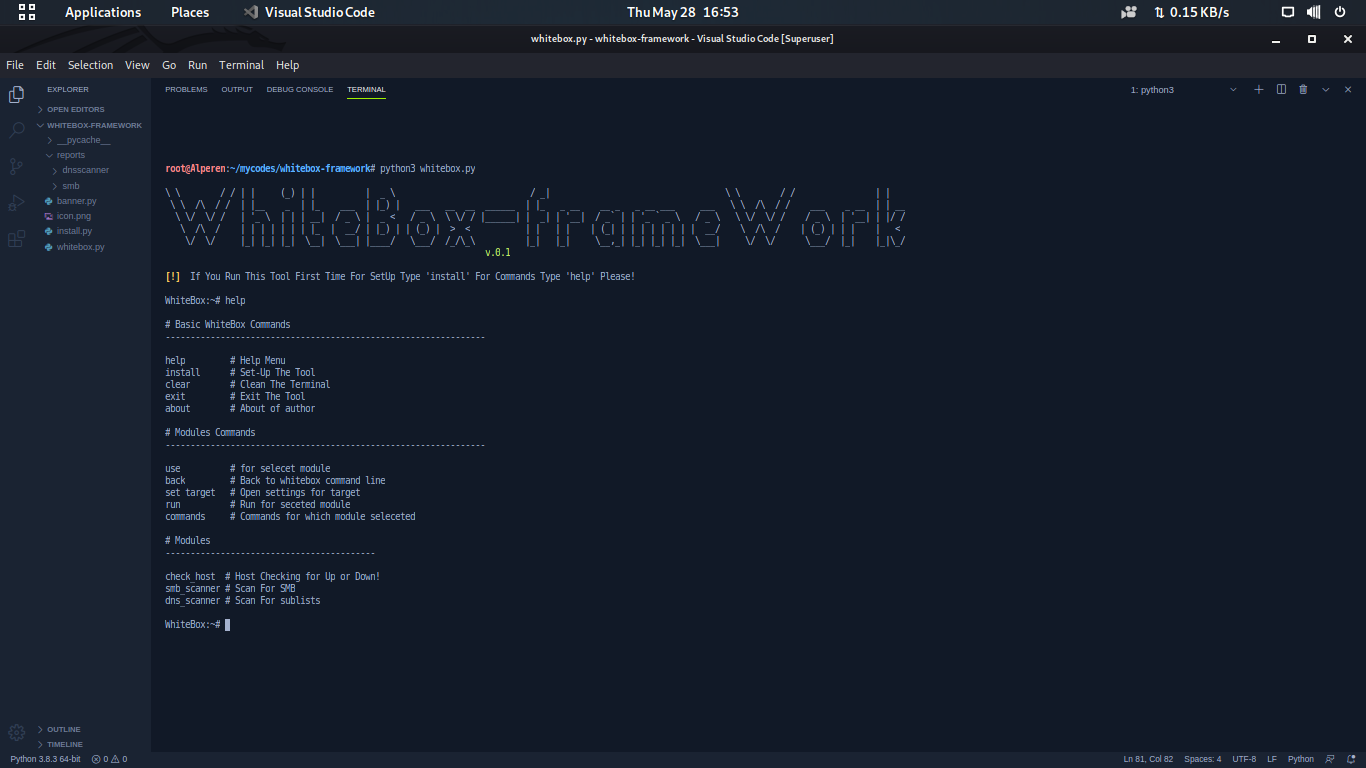 Applications Places Visual Studio Code Thu May 28 16:53 0.15 KB/s
whitebox.py - whitebox-framework - Visual Studio Code [Superuser]
File Edit Selection View Go Run Terminal Help
EXPLORER
OPEN EDITORS
WHITEBOX-FRAMEWORK
__pycache__
reports
dnsscanner
smb
banner.py
icon.png
install.py
whitebox.py
OUTLINE
TIMELINE
PROBLEMS OUTPUT DEBUG CONSOLE TERMINAL 1: python3
root@Alperen:~/mycodes/whitebox-framework# python3 whitebox.py
WhiteBox-frameWork
v.0.1
[!] If You Run This Tool First Time For SetUp Type 'install' For Commands Type 'help' Please!
WhiteBox:~# help
# Basic WhiteBox Commands
----------------------------------------------------------------
help # Help Menu
install # Set-Up The Tool
clear # Clean The Terminal
exit # Exit The Tool
about # About of author
# Modules Commands
----------------------------------------------------------------
use # for selecet module
back # Back to whitebox command line
set target # Open settings for target
run # Run for seceted module
commands # Commands for which module seleceted
# Modules
------------------------------------------
check_host # Host Checking for Up or Down!
smb_scanner # Scan For SMB
dns_scanner # Scan For sublists
WhiteBox:~#
Python 3.8.3 64-bit 0 0 Ln 81, Col 82 Spaces: 4 UTF-8 LF Python